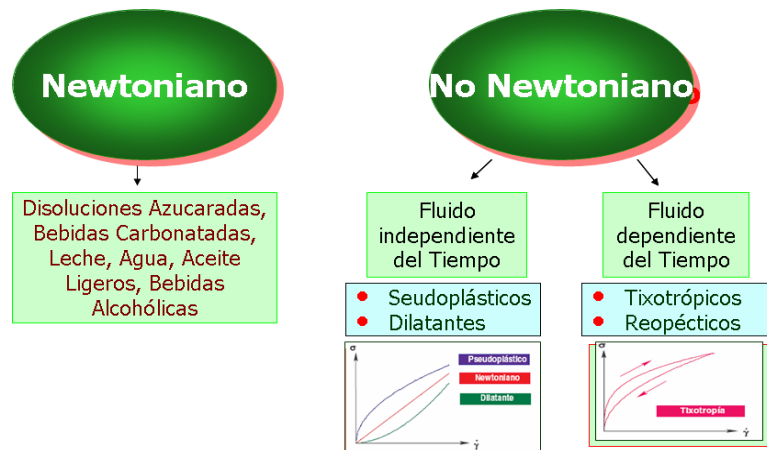 Newtoniano
Disoluciones Azucaradas,
Bebidas Carbonatadas,
Leche, Agua, Aceite
Ligeros, Bebidas
Alcohólicas
No Newtoniano
Fluido
independiente
del Tiempo
Seudoplásticos
Dilatantes
σ
Pseudoplástico
Newtoniano
Dilatante
γ̇
Fluido
dependiente
del Tiempo
Tixotrópicos
Reopécticos
σ
Tixotropía
γ̇